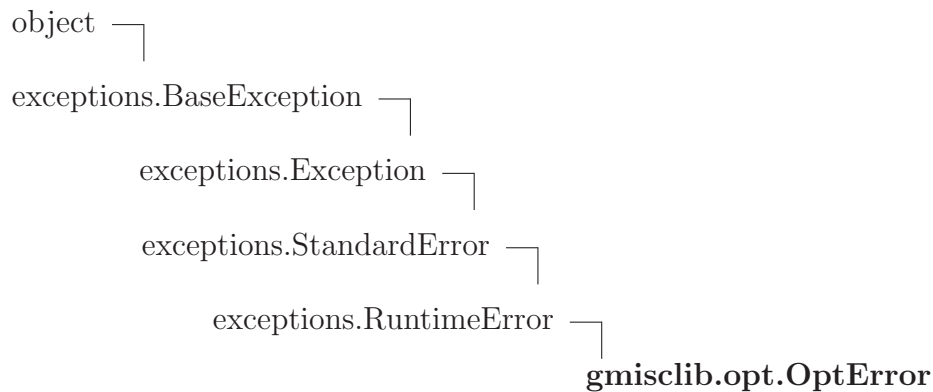 object
exceptions.BaseException
exceptions.Exception
exceptions.StandardError
exceptions.RuntimeError
gmisclib.opt.OptError